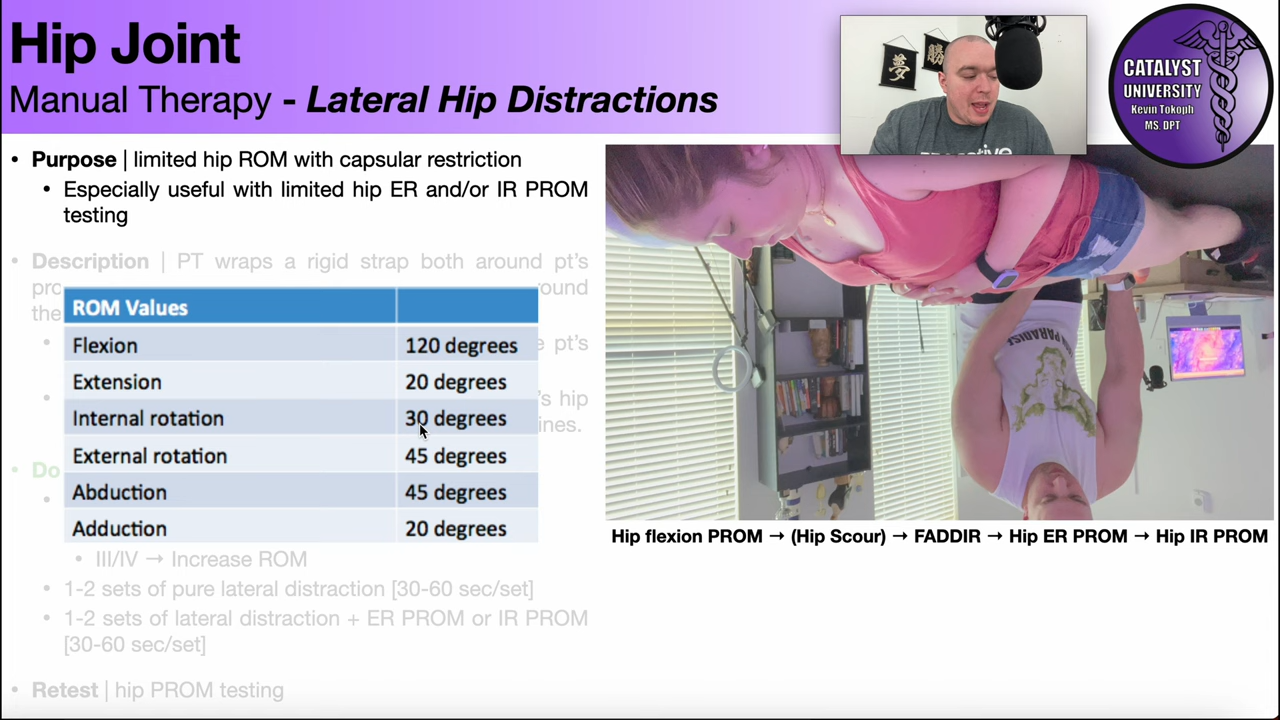 Hip Joint
Manual Therapy - Lateral Hip Distractions
夢
勝
CATALYST
UNIVERSITY
Kevin Tokoph
MS, DPT
• Purpose | limited hip ROM with capsular restriction
• Especially useful with limited hip ER and/or IR PROM
testing
• Description | PT wraps a rigid strap both around pt's
the
pt's
's hip
ROM Values
Flexion 120 degrees
Extension 20 degrees
Internal rotation 30 degrees
External rotation 45 degrees
Abduction 45 degrees
Adduction 20 degrees
• III/IV → Increase ROM
• 1-2 sets of pure lateral distraction [30-60 sec/set]
• 1-2 sets of lateral distraction + ER PROM or IR PROM
[30-60 sec/set]
• Retest | hip PROM testing
Hip flexion PROM → (Hip Scour) → FADDIR → Hip ER PROM → Hip IR PROM